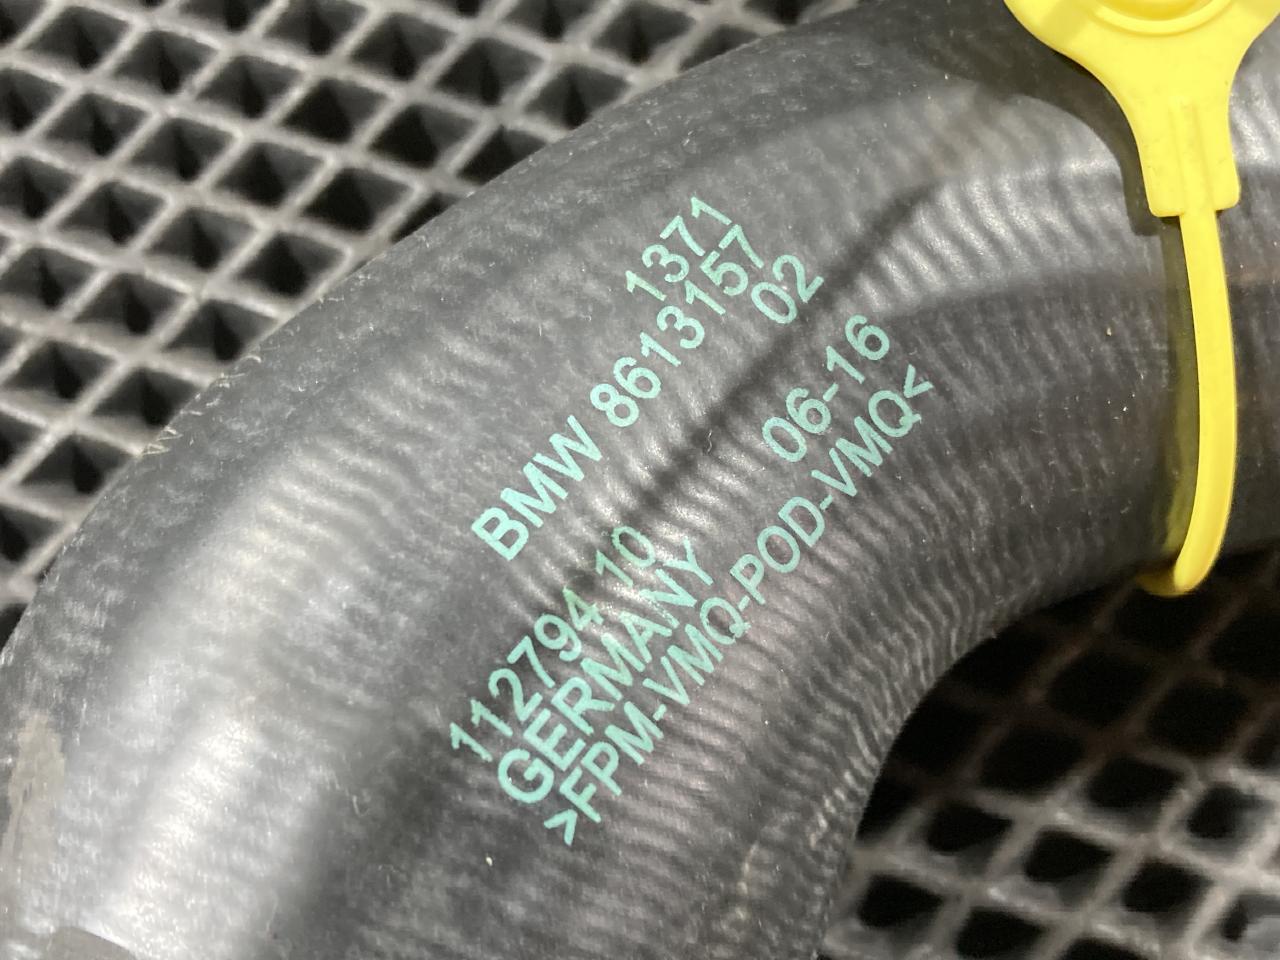 1371
BMW 8613157
02
112794 10 06-16
GERMANY
>FPM-VMQ-POD-VMQ<